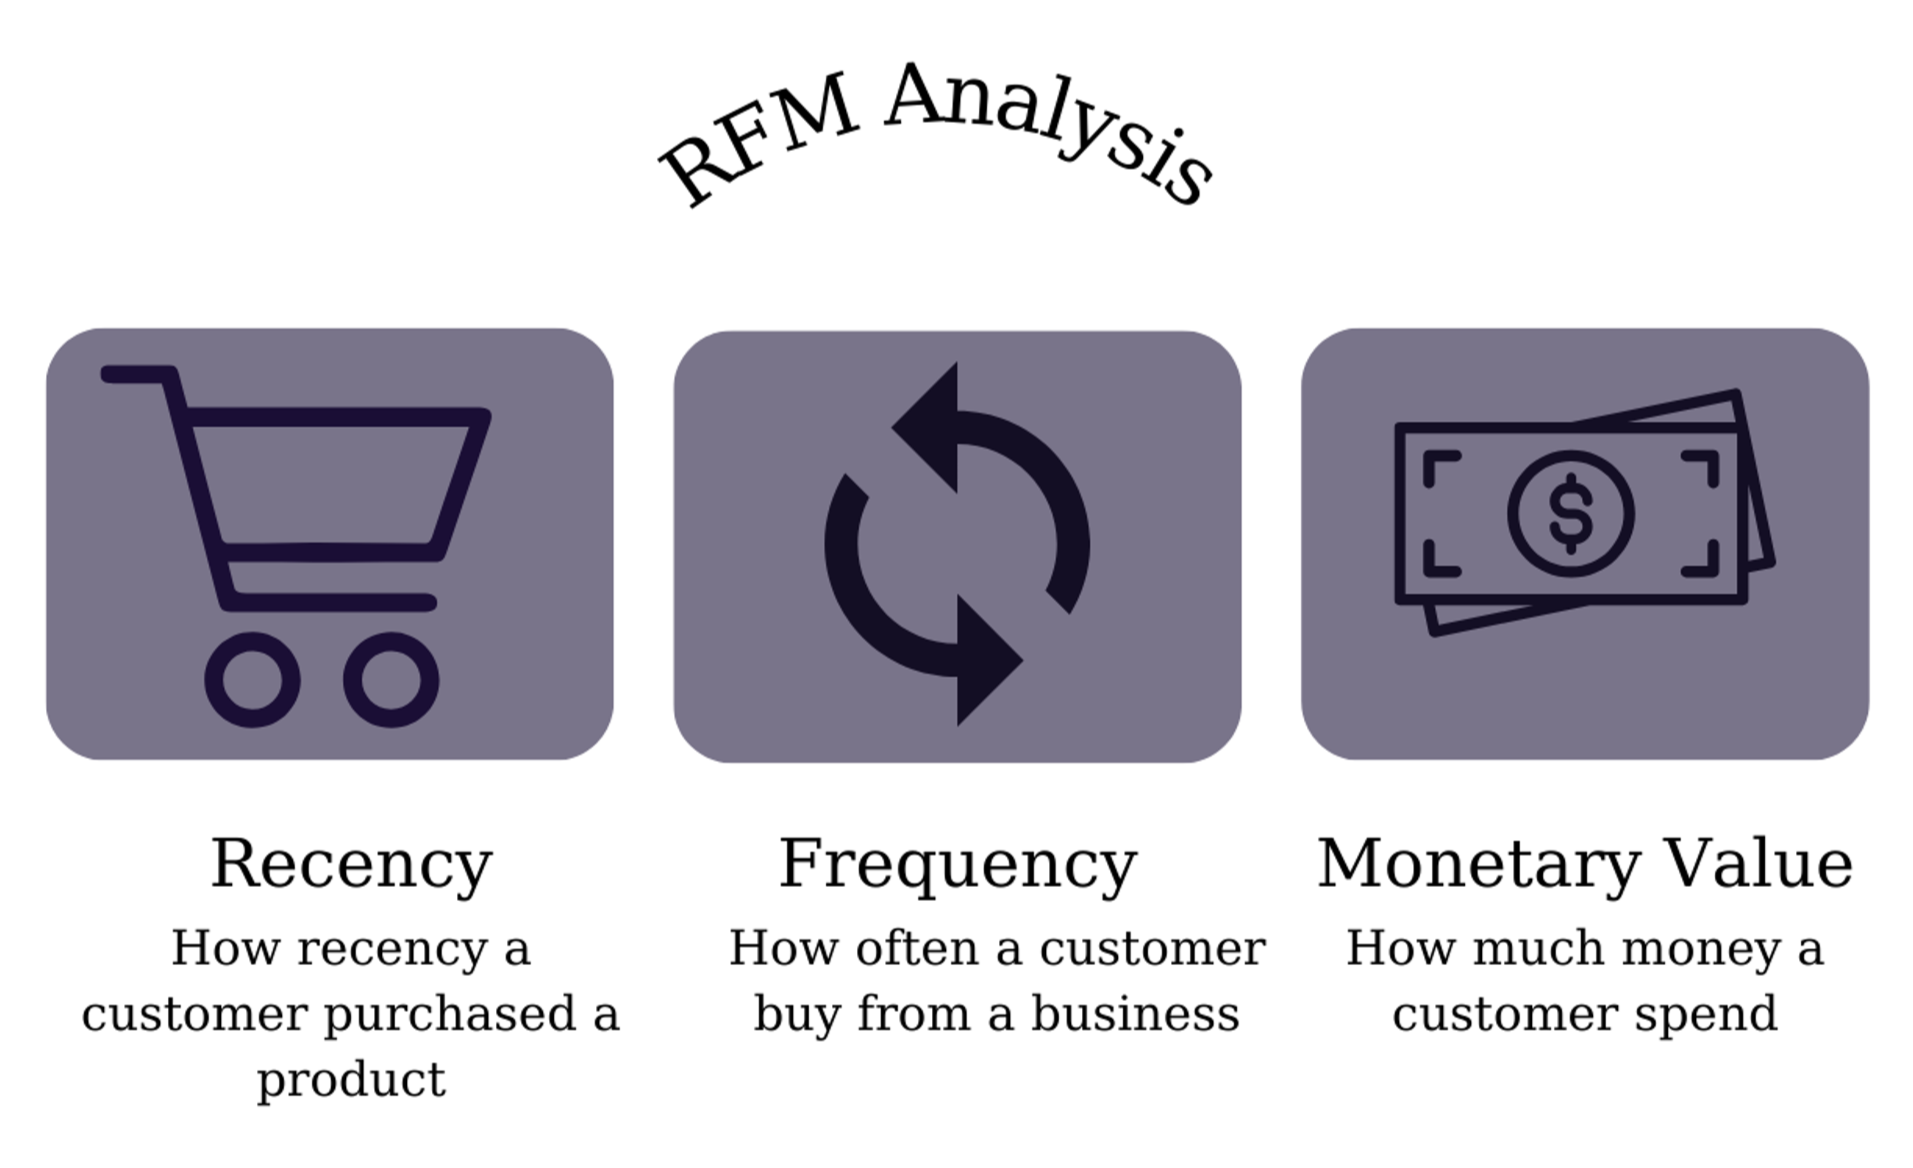 RFM Analysis
Recency
How recency a
customer purchased a
product
Frequency
How often a customer
buy from a business
Monetary Value
How much money a
customer spend
$